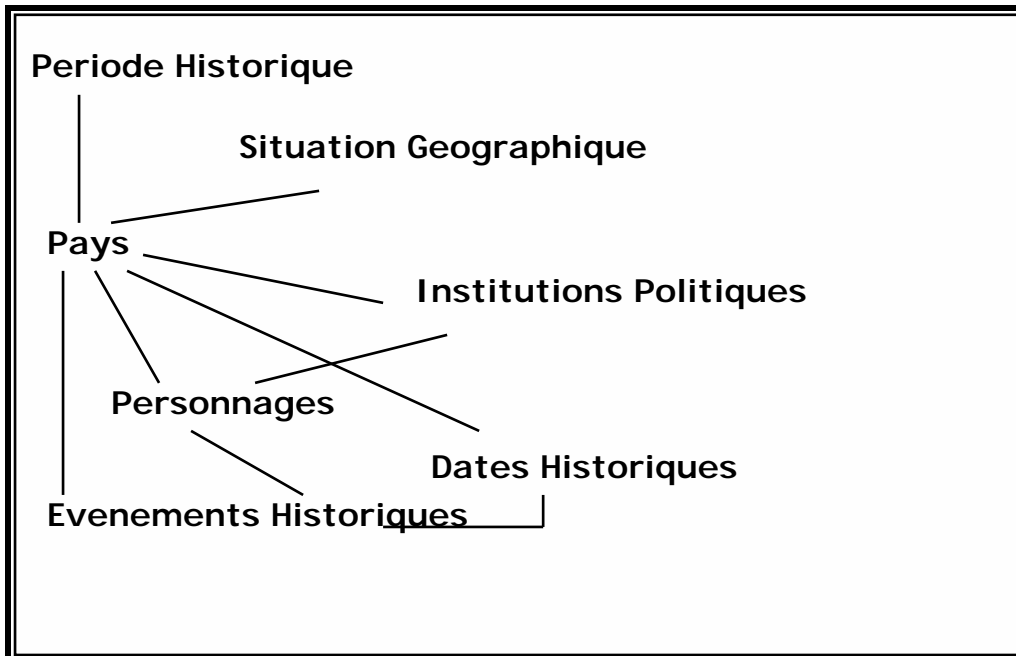 Periode Historique
Situation Geographique
Pays
Institutions Politiques
Personnages
Dates Historiques
Evenements Historiques